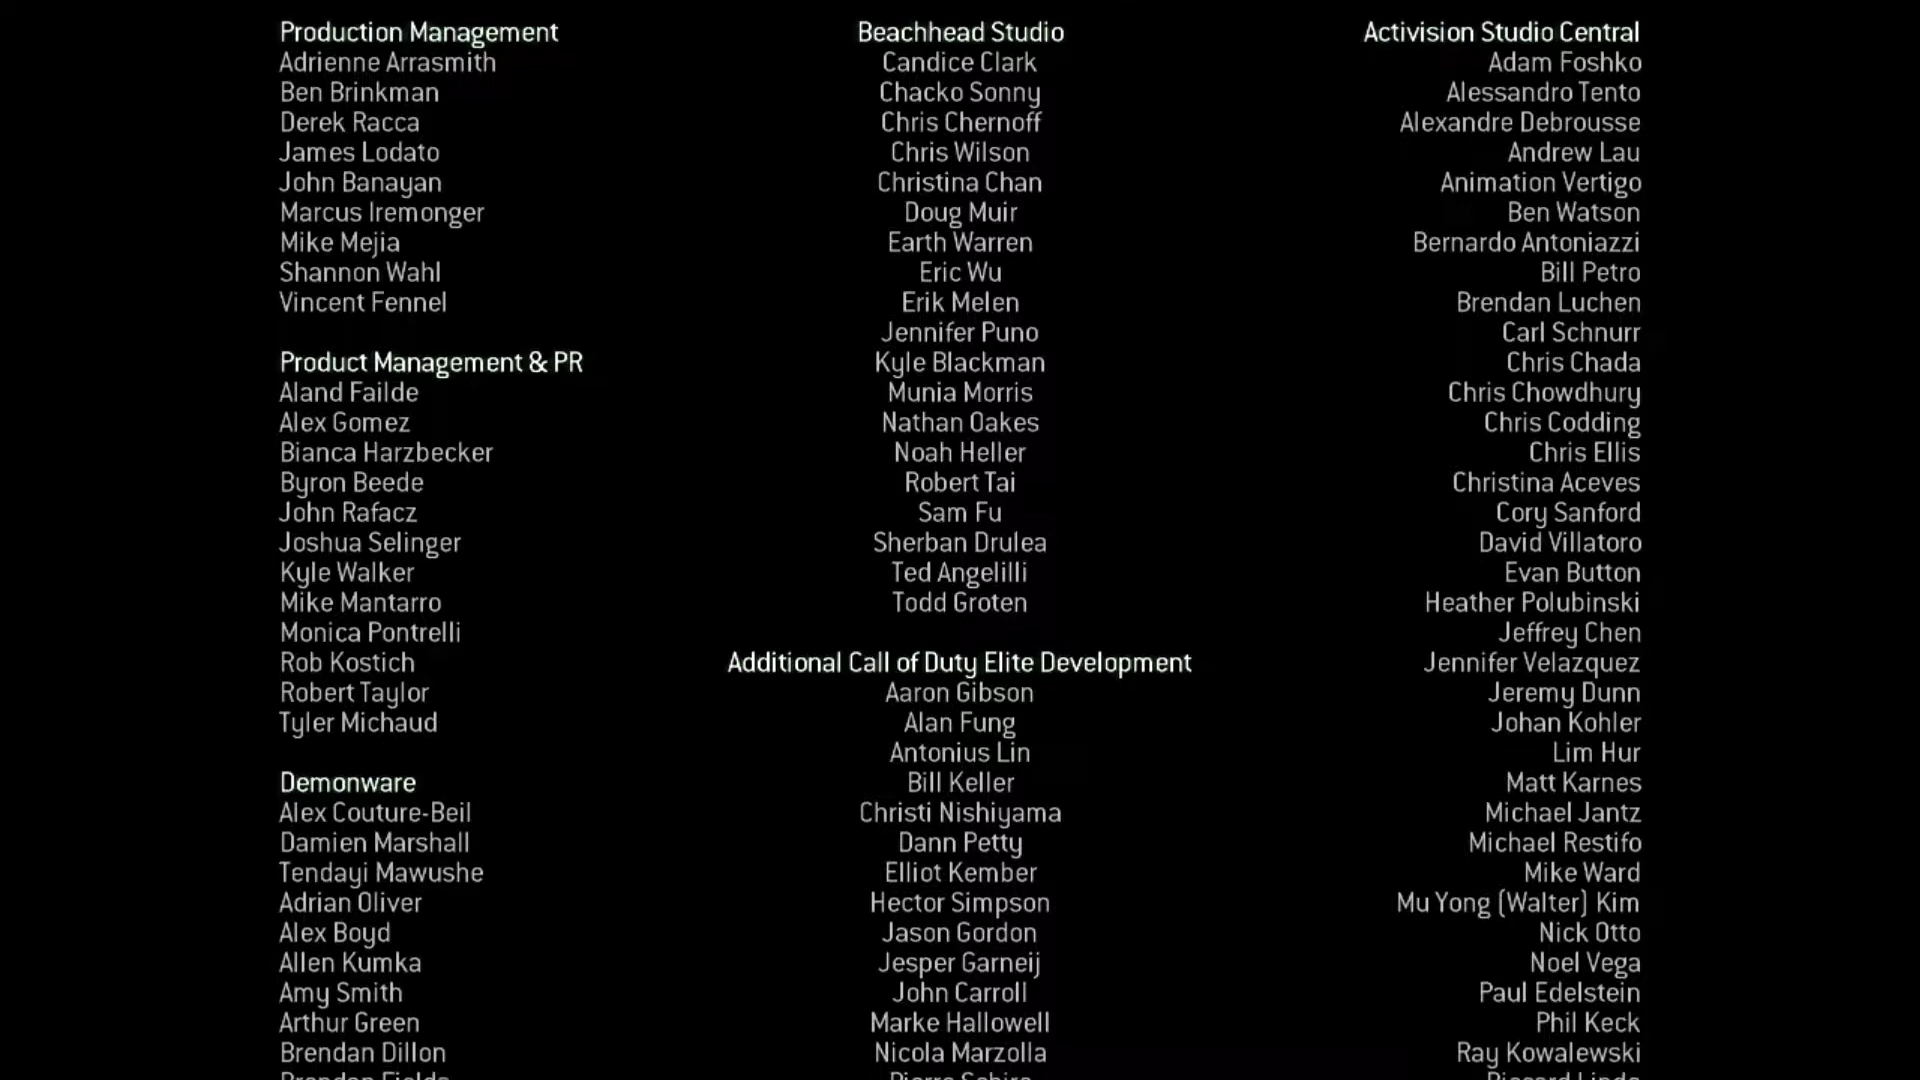 Production Management
Adrienne Arrasmith
Ben Brinkman
Derek Racca
James Lodato
John Banayan
Marcus Iremonger
Mike Mejia
Shannon Wahl
Vincent Fennel
Product Management & PR
Aland Failde
Alex Gomez
Bianca Harzbecker
Byron Beede
John Rafacz
Joshua Selinger
Kyle Walker
Mike Mantarro
Monica Pontrelli
Rob Kostich
Robert Taylor
Tyler Michaud
Demonware
Alex Couture-Beil
Damien Marshall
Tendayi Mawushe
Adrian Oliver
Alex Boyd
Allen Kumka
Amy Smith
Arthur Green
Brendan Dillon
Beachhead Studio
Candice Clark
Chacko Sonny
Chris Chernoff
Chris Wilson
Christina Chan
Doug Muir
Earth Warren
Eric Wu
Erik Melen
Jennifer Puno
Kyle Blackman
Munia Morris
Nathan Oakes
Noah Heller
Robert Tai
Sam Fu
Sherban Drulea
Ted Angelilli
Todd Groten
Additional Call of Duty Elite Development
Aaron Gibson
Alan Fung
Antonius Lin
Bill Keller
Christi Nishiyama
Dann Petty
Elliot Kember
Hector Simpson
Jason Gordon
Jesper Garneij
John Carroll
Marke Hallowell
Nicola Marzolla
Activision Studio Central
Adam Foshko
Alessandro Tento
Alexandre Debrousse
Andrew Lau
Animation Vertigo
Ben Watson
Bernardo Antoniazzi
Bill Petro
Brendan Luchen
Carl Schnurr
Chris Chada
Chris Chowdhury
Chris Codding
Chris Ellis
Christina Aceves
Cory Sanford
David Villatoro
Evan Button
Heather Polubinski
Jeffrey Chen
Jennifer Velazquez
Jeremy Dunn
Johan Kohler
Lim Hur
Matt Karnes
Michael Jantz
Michael Restifo
Mike Ward
Mu Yong (Walter) Kim
Nick Otto
Noel Vega
Paul Edelstein
Phil Keck
Ray Kowalewski